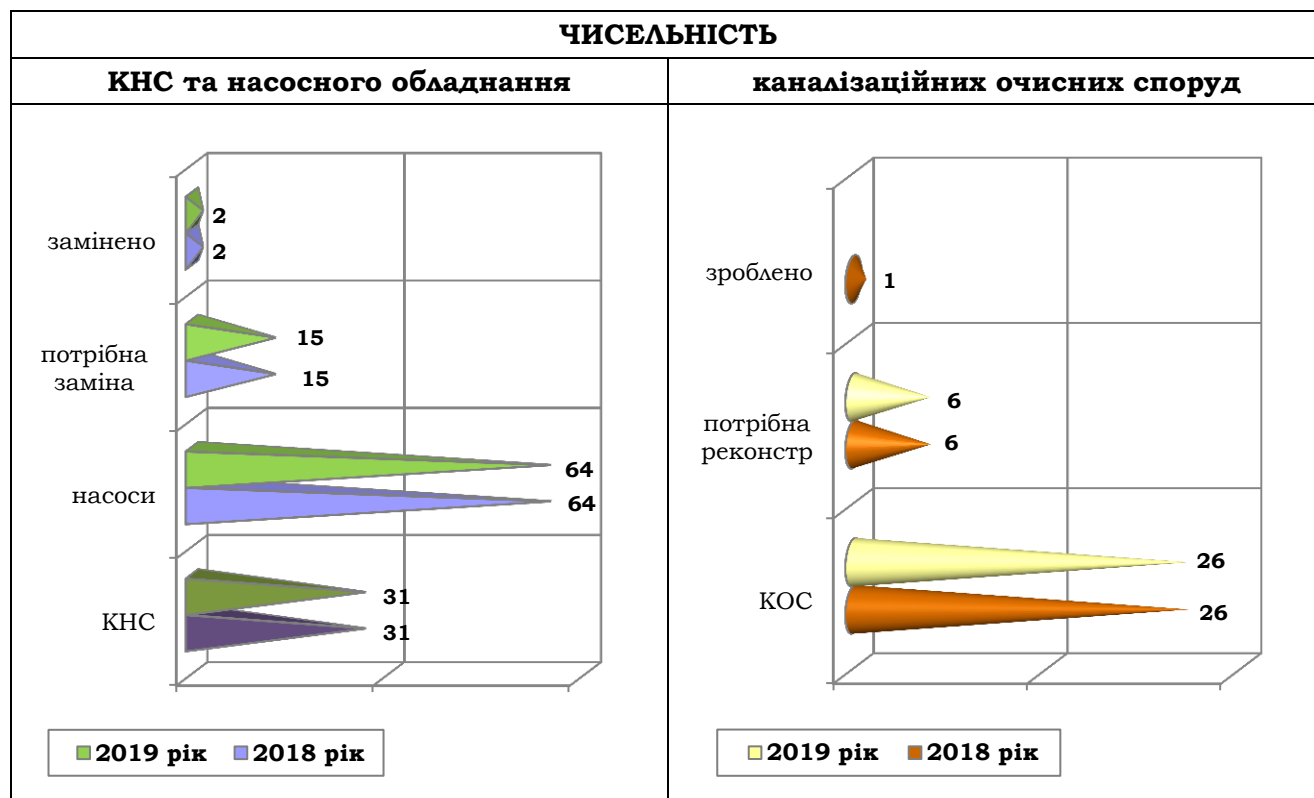 ЧИСЕЛЬНІСТЬ
КНС та насосного обладнання
каналізаційних очисних споруд
замінено
2
2
потрібна
заміна
15
15
насоси
64
64
КНС
31
31
2019 рік
2018 рік
зроблено
1
потрібна
реконстр
6
6
КОС
26
26
2019 рік
2018 рік